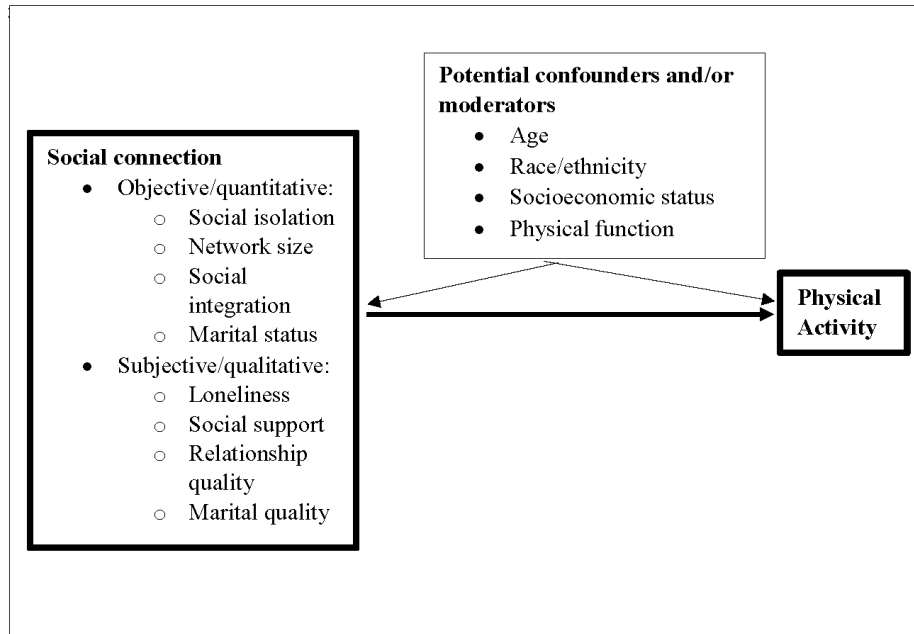 Potential confounders and/or
moderators
• Age
• Race/ethnicity
• Socioeconomic status
• Physical function
Social connection
• Objective/quantitative:
o Social isolation
o Network size
o Social
integration
o Marital status
• Subjective/qualitative:
o Loneliness
o Social support
o Relationship
quality
o Marital quality
Physical
Activity